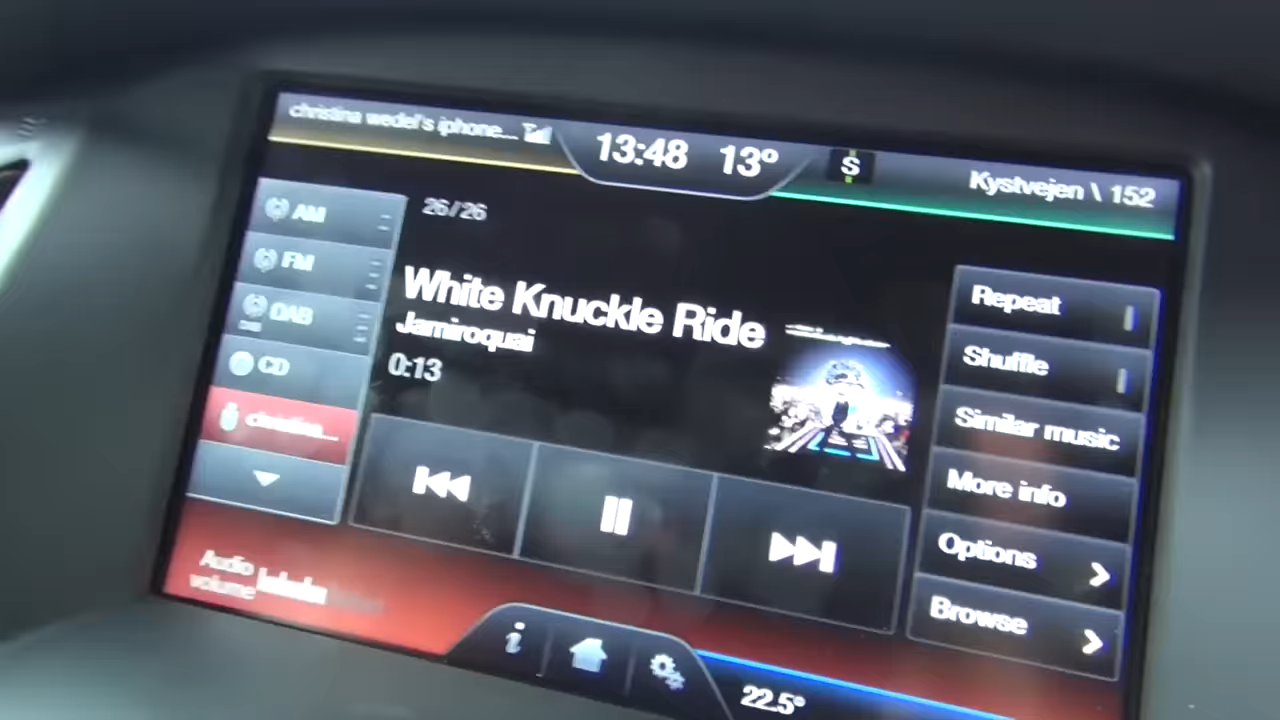 christina wedel's iphone...
13:48 13°
S
Kystvejen \ 152
AM
FM
DAB
CD
christina...
26/26
White Knuckle Ride
Jamiroquai
0:13
Repeat
Shuffle
Similar music
More info
Options
Browse
Audio
volume
i
22.5°